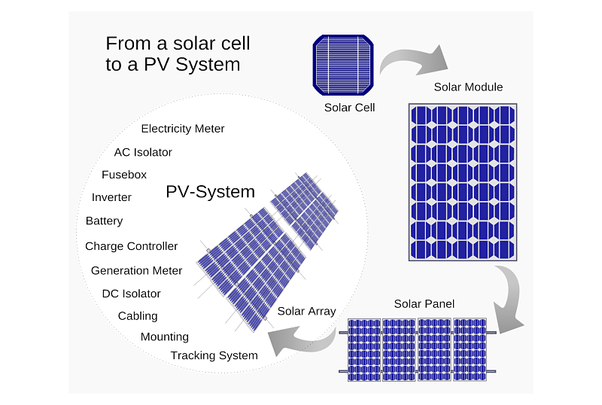 From a solar cell
to a PV System
Solar Cell
Solar Module
Electricity Meter
AC Isolator
Fusebox
PV-System
Inverter
Battery
Charge Controller
Generation Meter
DC Isolator
Cabling
Mounting
Tracking System
Solar Array
Solar Panel